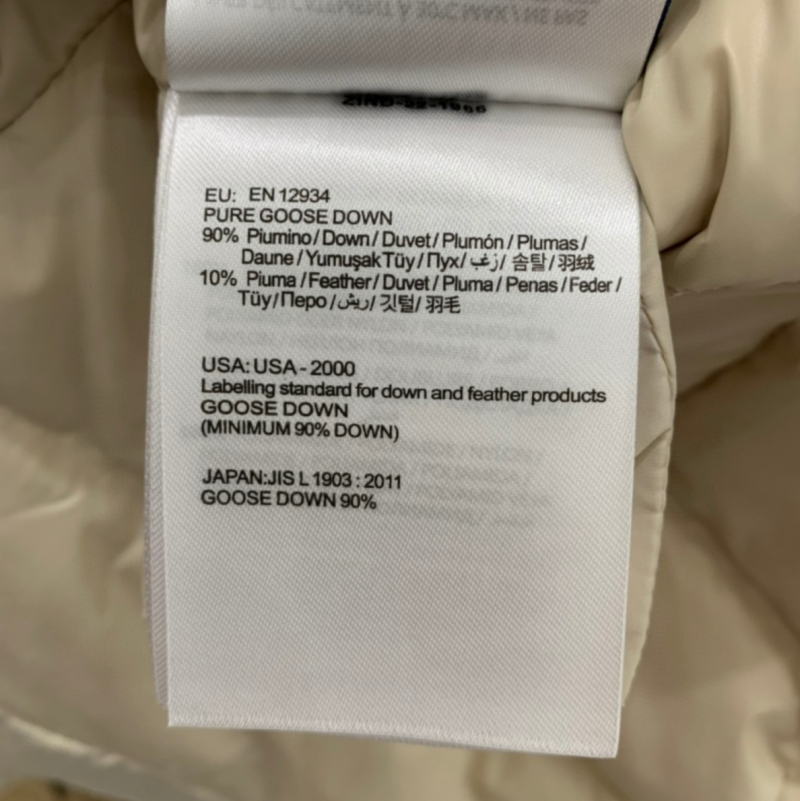 EU: EN 12934
PURE GOOSE DOWN
90% Piumino / Down / Duvet / Plumón / Plumas /
Daune / Yumuşak Tüy / Пух / زغب / 솜털 / 羽绒
10% Piuma / Feather / Duvet / Pluma / Penas / Feder /
Tüy / Перо / ريش / 깃털 / 羽毛
USA: USA - 2000
Labelling standard for down and feather products
GOOSE DOWN
(MINIMUM 90% DOWN)
JAPAN:JIS L 1903 : 2011
GOOSE DOWN 90%